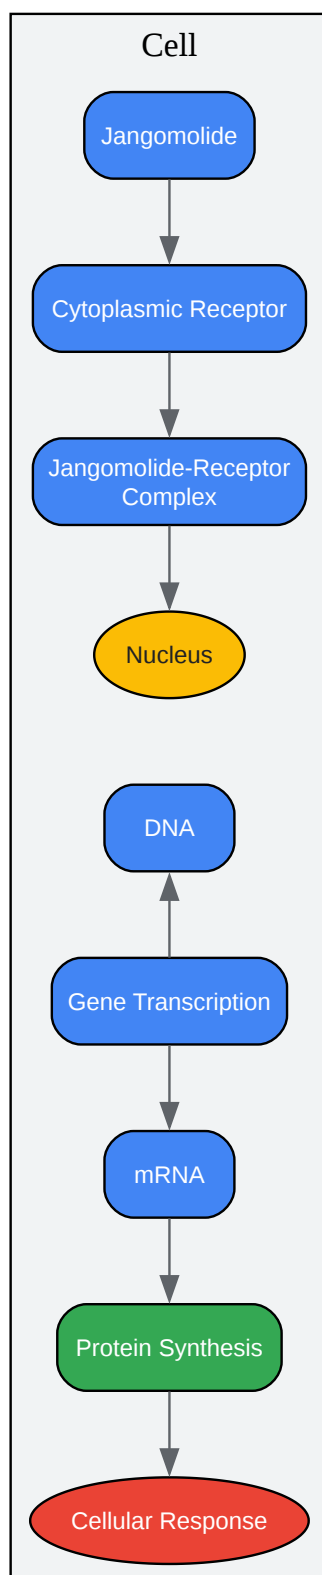 Cell
Jangomolide
Cytoplasmic Receptor
Jangomolide-Receptor
Complex
Nucleus
DNA
Gene Transcription
mRNA
Protein Synthesis
Cellular Response